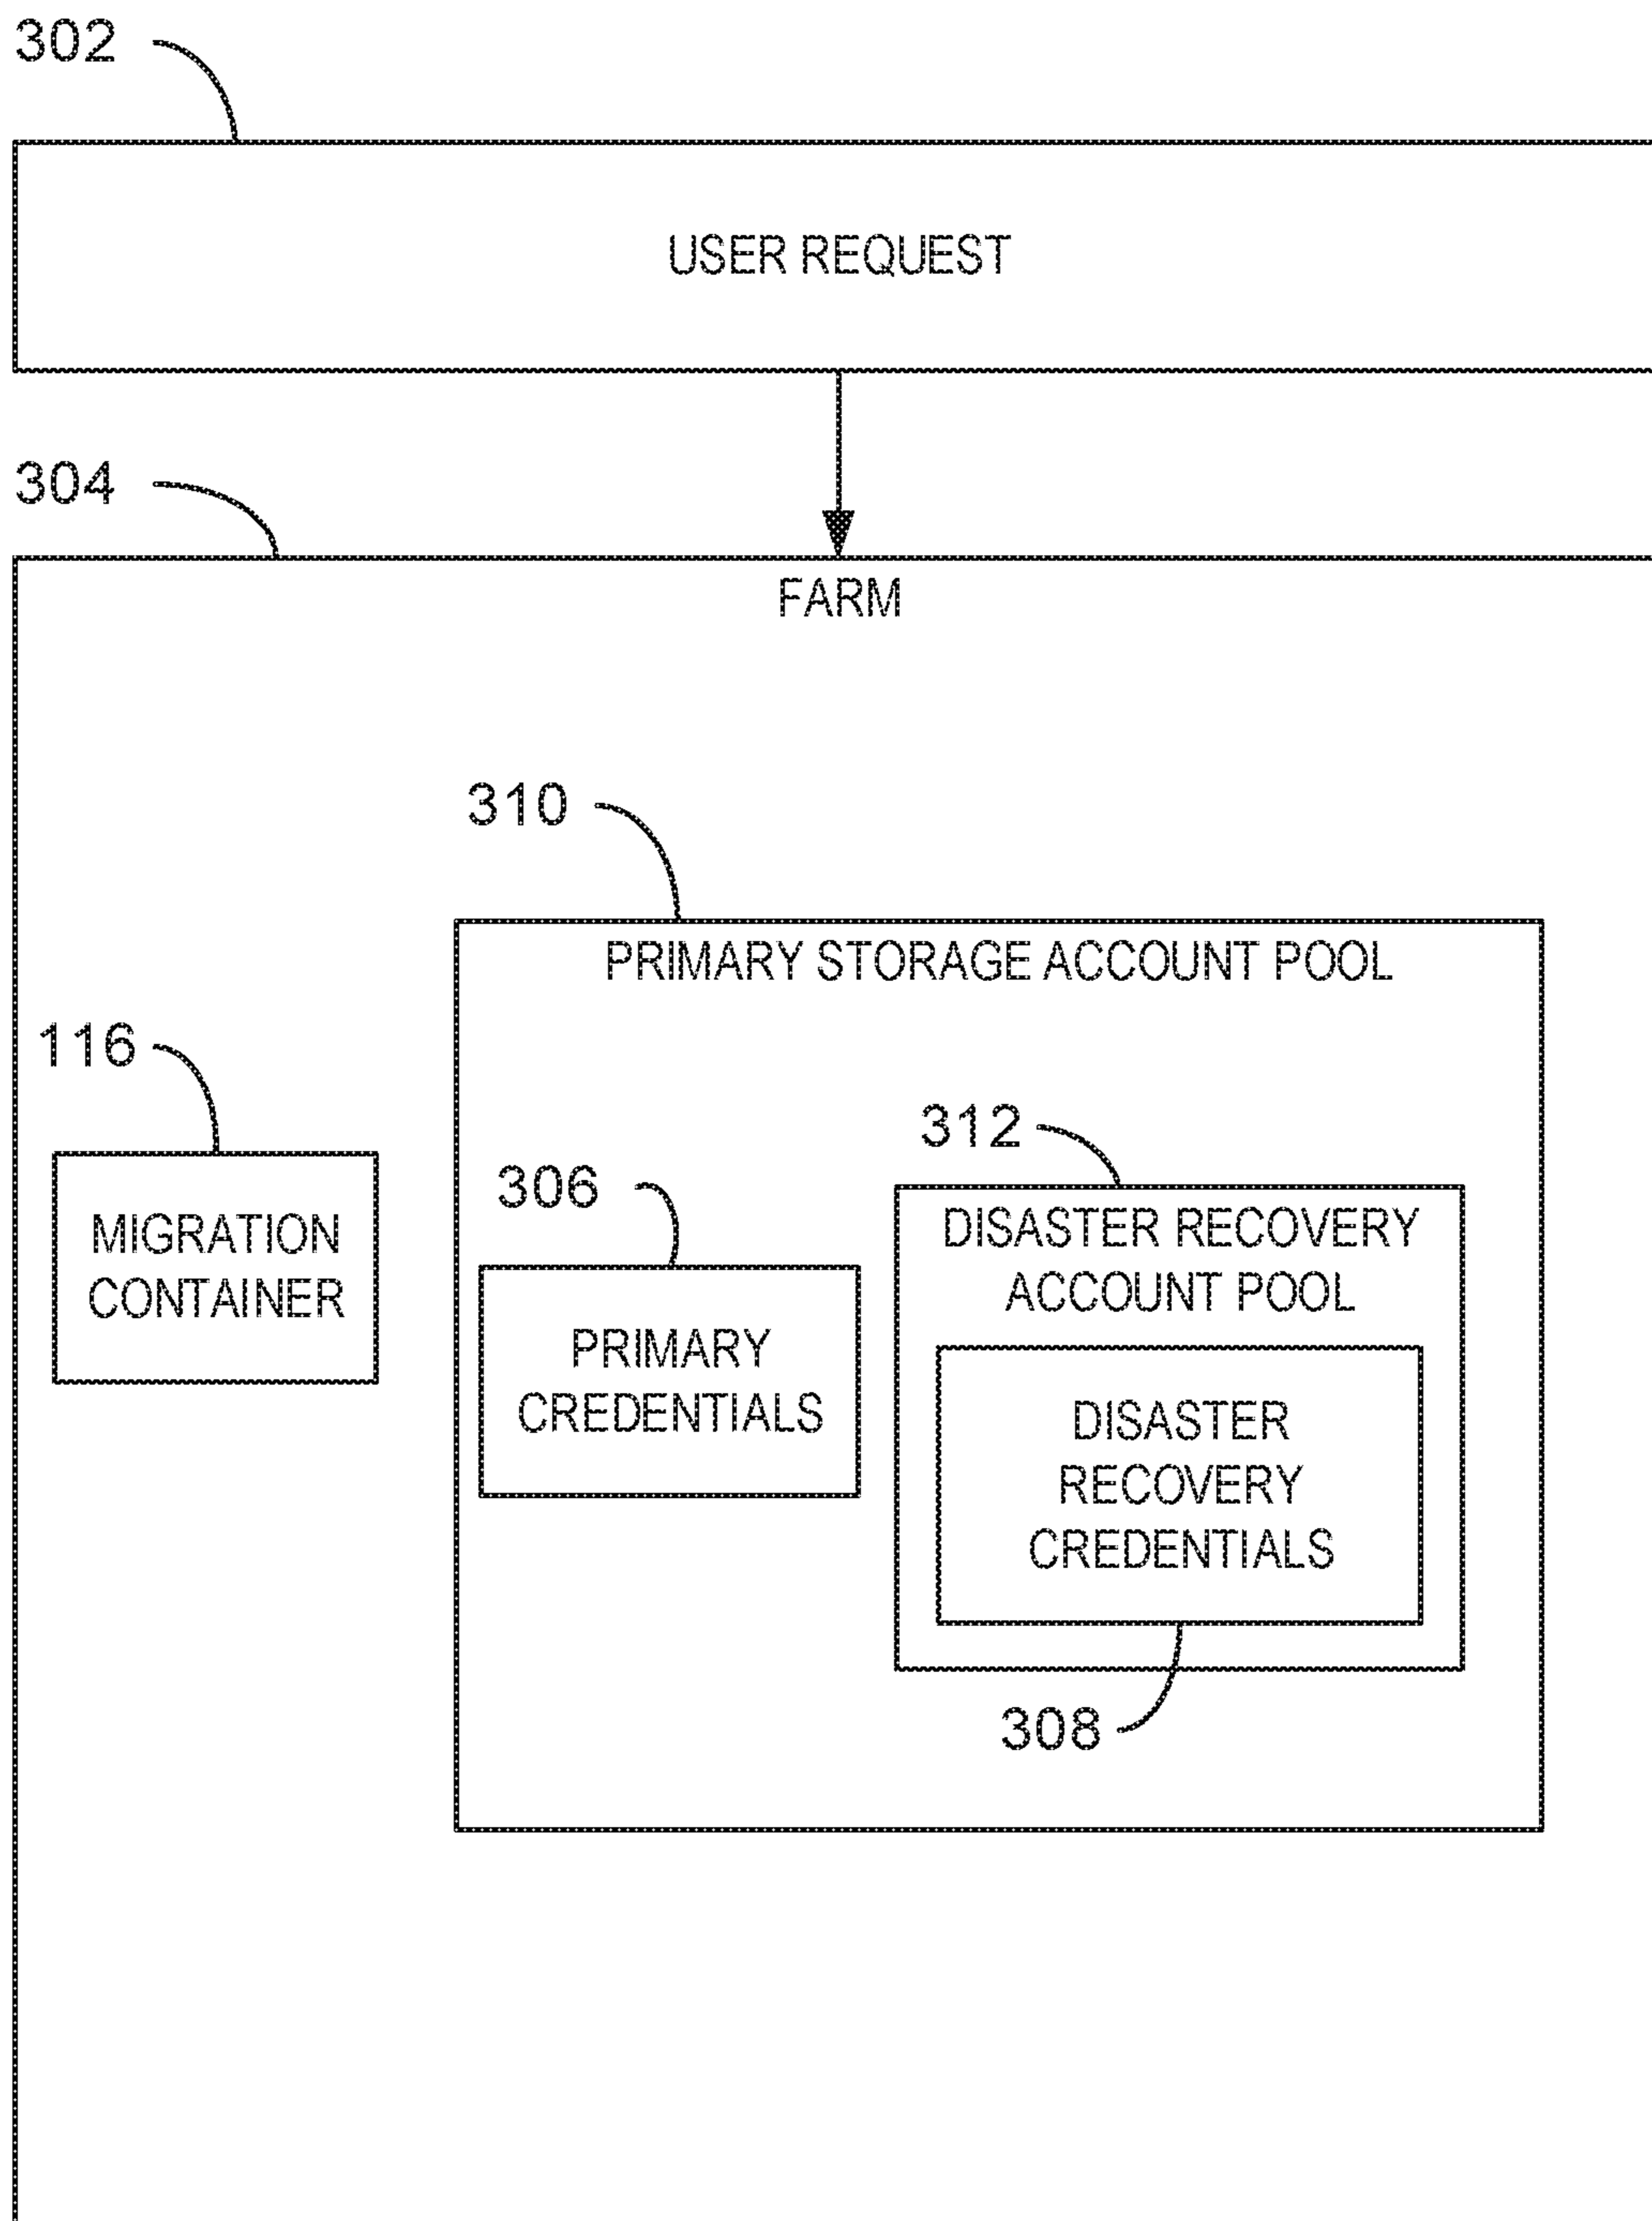 302
USER REQUEST
304
FARM
310
PRIMARY STORAGE ACCOUNT POOL
116
MIGRATION
CONTAINER
306
PRIMARY
CREDENTIALS
312
DISASTER RECOVERY
ACCOUNT POOL
DISASTER
RECOVERY
CREDENTIALS
308